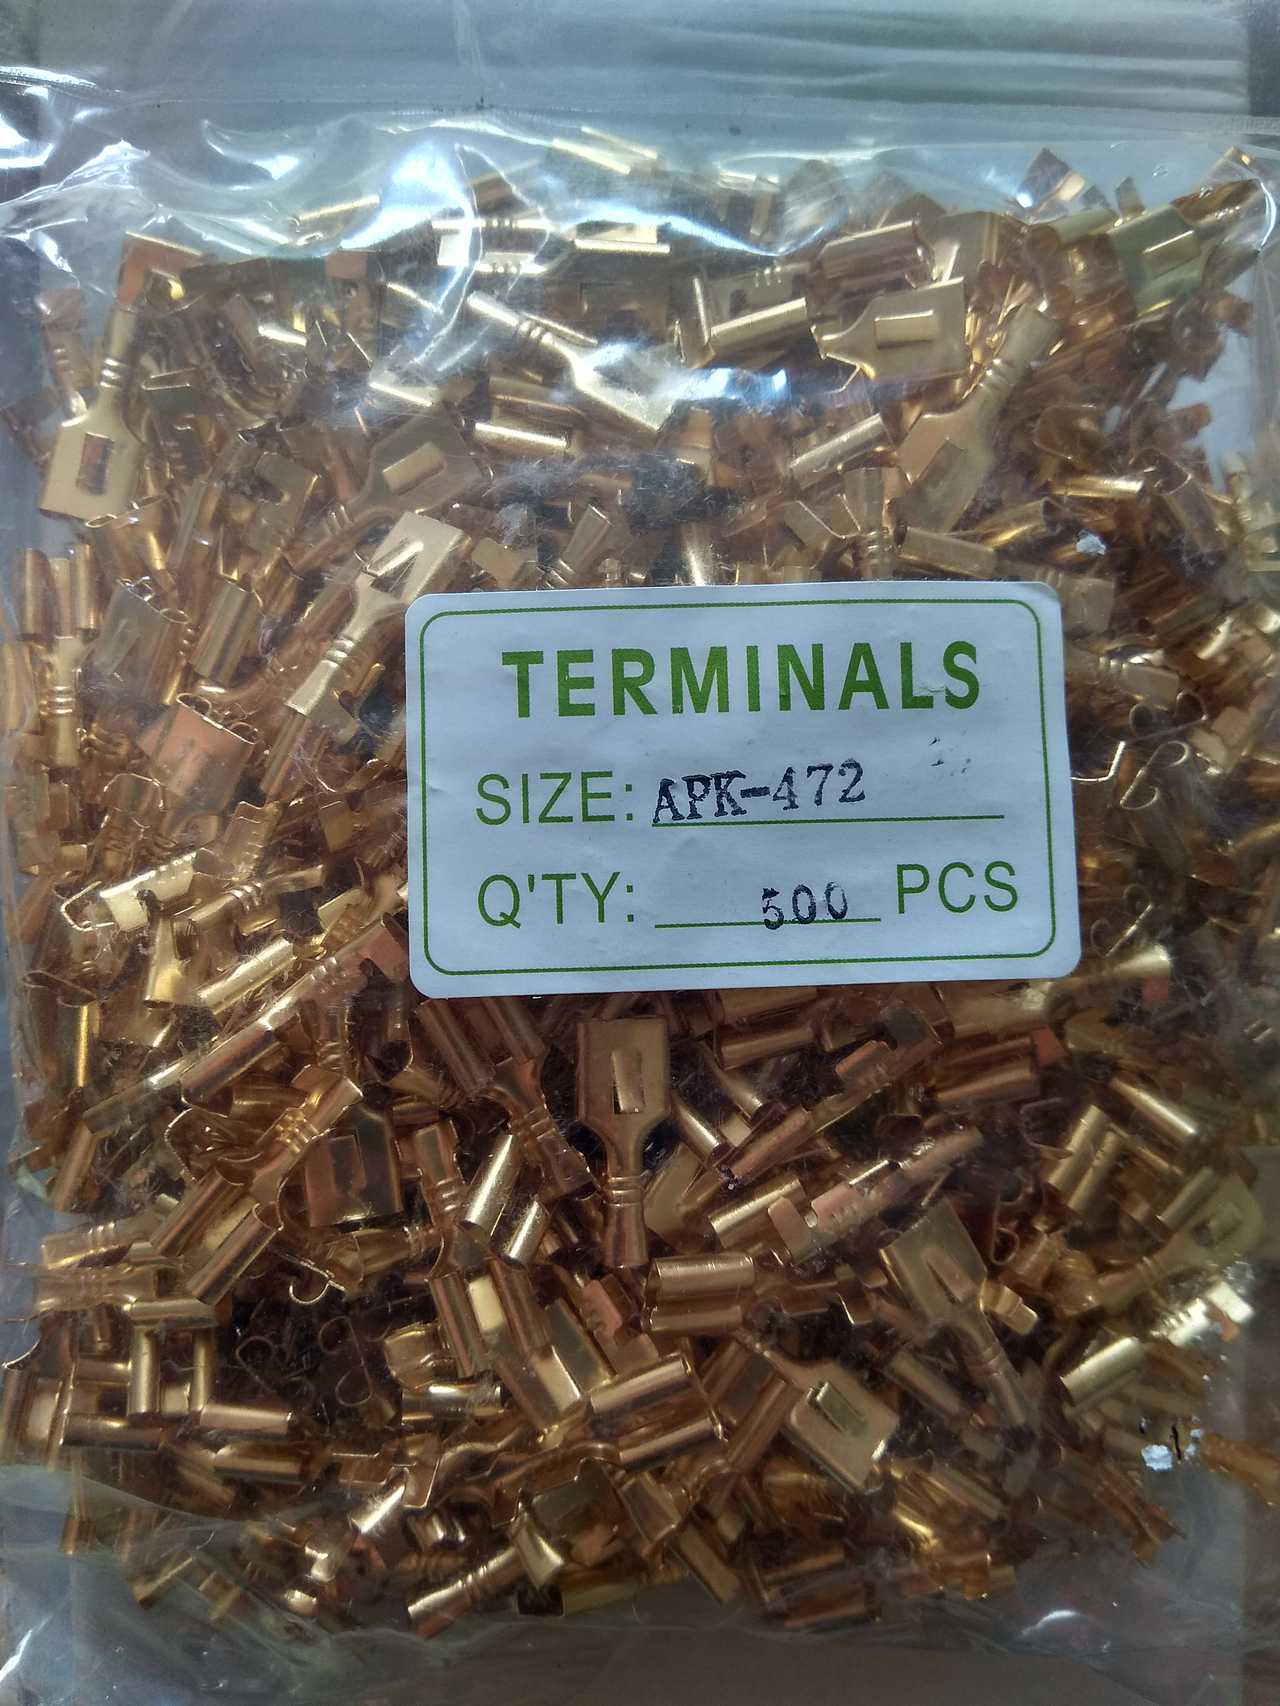 TERMINALS
SIZE: APK-472
Q'TY: 500 PCS